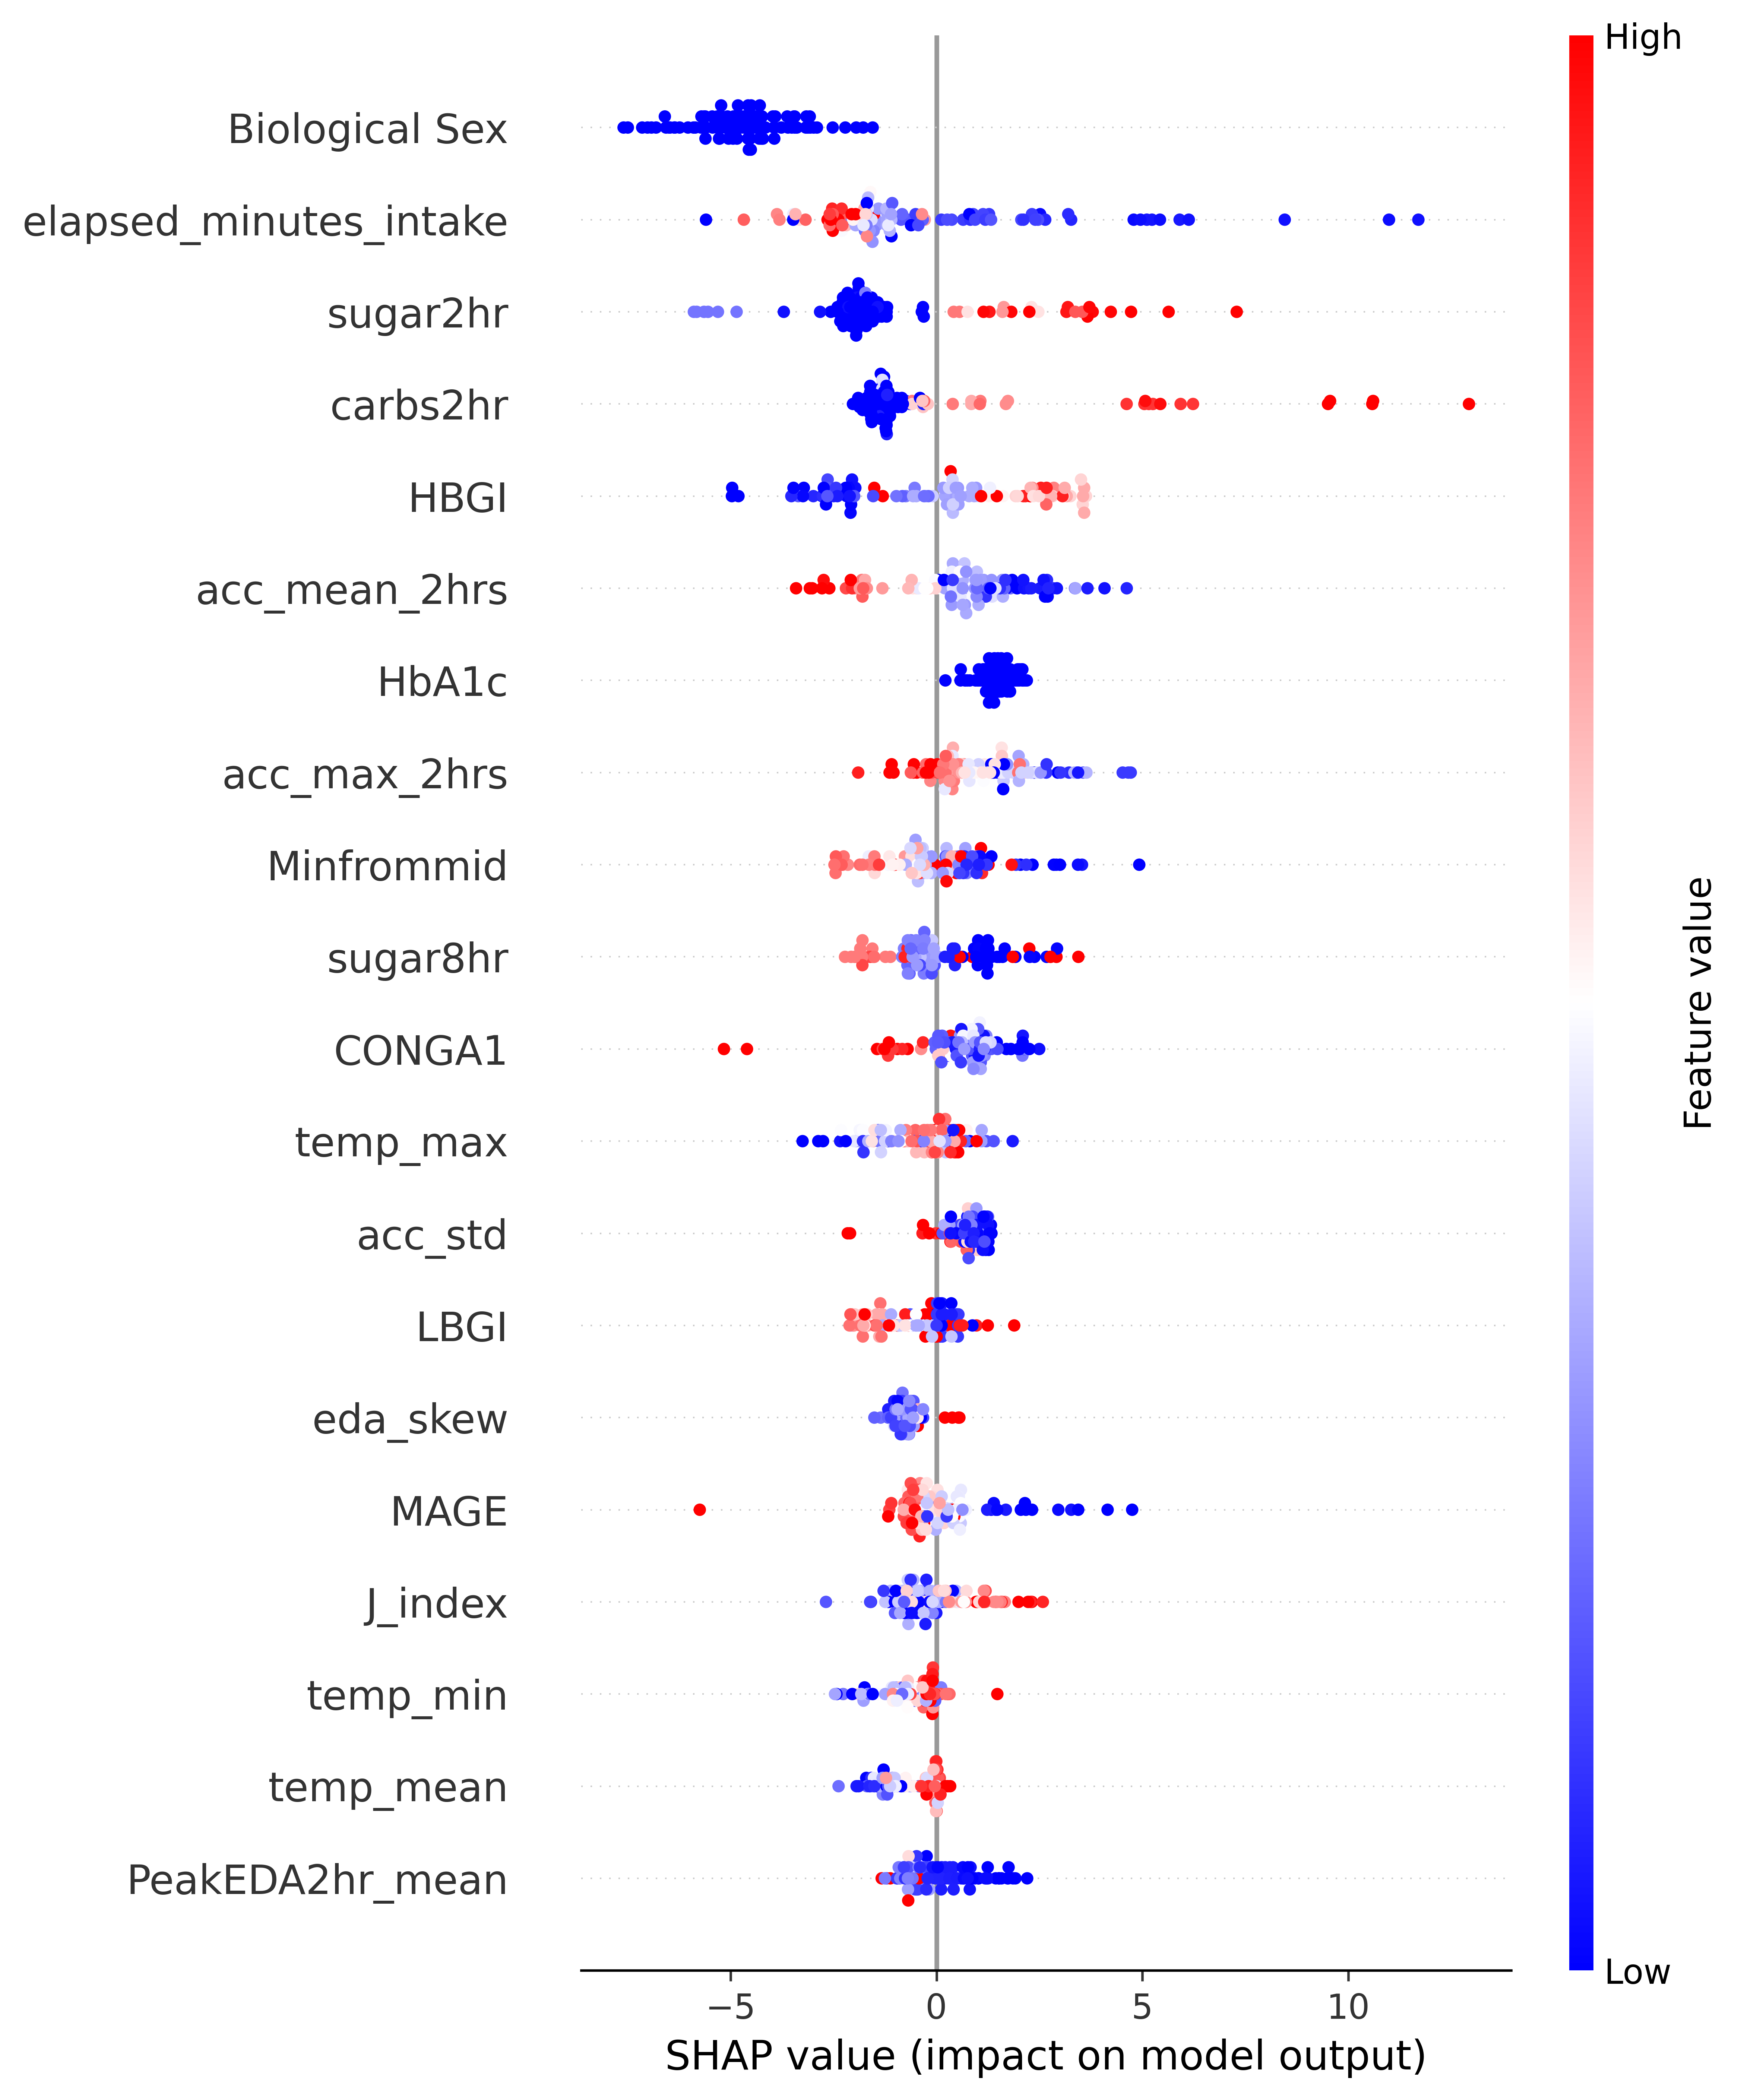 High
Biological Sex
elapsed_minutes_intake
sugar2hr
carbs2hr
HBGI
acc_mean_2hrs
HbA1c
acc_max_2hrs
Minfrommid
sugar8hr
CONGA1
temp_max
acc_std
LBGI
eda_skew
MAGE
J_index
temp_min
temp_mean
PeakEDA2hr_mean
Feature value
Low
−5 0 5 10
SHAP value (impact on model output)